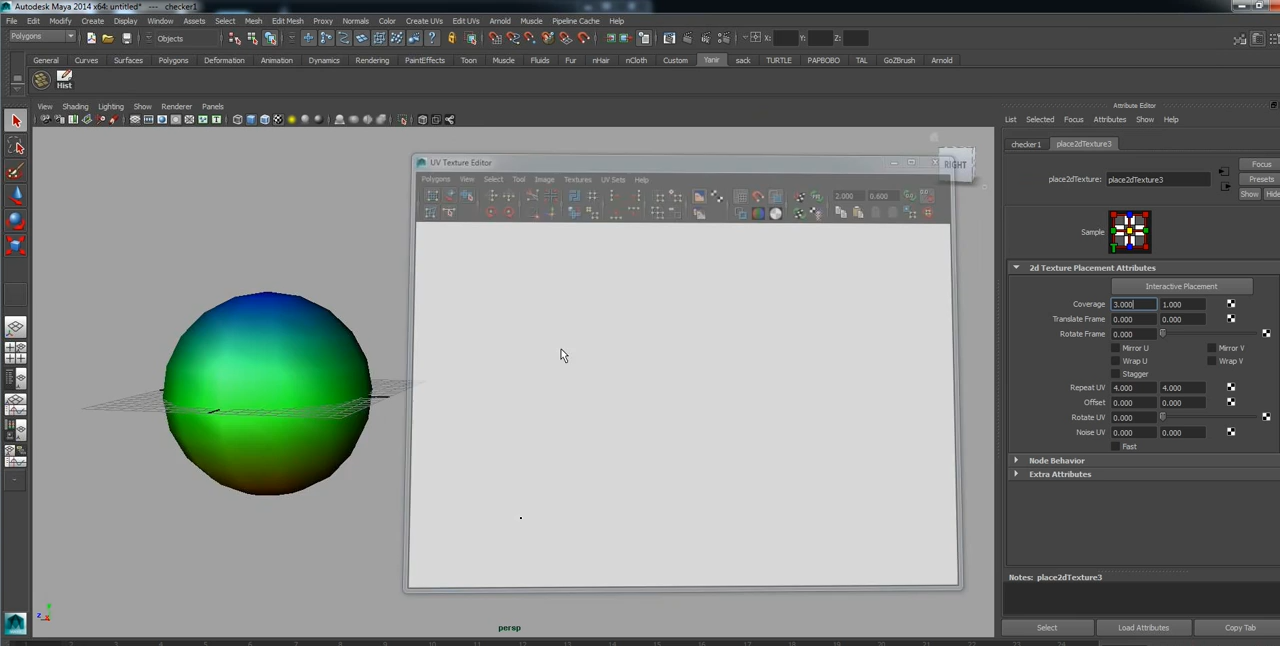 Autodesk Maya 2014 x64: untitled* --- checker1
File Edit Modify Create Display Window Assets Select Mesh Edit Mesh Proxy Normals Color Create UVs Edit UVs Arnold Muscle Pipeline Cache Help
Polygons Objects X: Y: Z:
General Curves Surfaces Polygons Deformation Animation Dynamics Rendering PaintEffects Toon Muscle Fluids Fur nHair nCloth Custom Yanir sack TURTLE PAPBOBO TAL GoZBrush Arnold
Hist
View Shading Lighting Show Renderer Panels
Attribute Editor
List Selected Focus Attributes Show Help
checker1 place2dTexture3
RIGHT
UV Texture Editor
Polygons View Select Tool Image Textures UV Sets Help
2.000 0.600
place2dTexture: place2dTexture3
Focus
Presets
Show Hide
Sample
2d Texture Placement Attributes
Interactive Placement
Coverage 3.000 1.000
Translate Frame 0.000 0.000
Rotate Frame 0.000
Mirror U Mirror V
Wrap U Wrap V
Stagger
Repeat UV 4.000 4.000
Offset 0.000 0.000
Rotate UV 0.000
Noise UV 0.000 0.000
Fast
Node Behavior
Extra Attributes
Notes: place2dTexture3
persp
Select Load Attributes Copy Tab